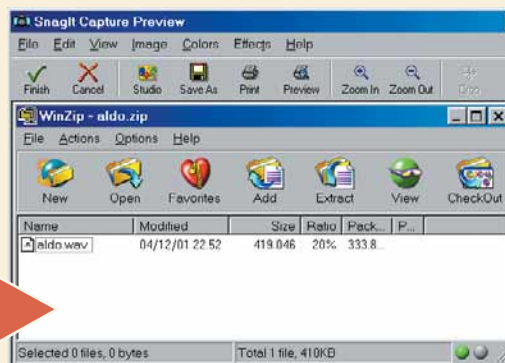 SnagIt Capture Preview
File Edit View Image Colors Effects Help
Finish Cancel Studio Save As Print Preview Zoom In Zoom Out Crop
WinZip - aldo.zip
File Actions Options Help
New Open Favorites Add Extract View CheckOut
Name Modified Size Ratio Pack... P...
aldo.wav 04/12/01 22.52 419.046 20% 333.8...
Selected 0 files, 0 bytes Total 1 file, 410KB